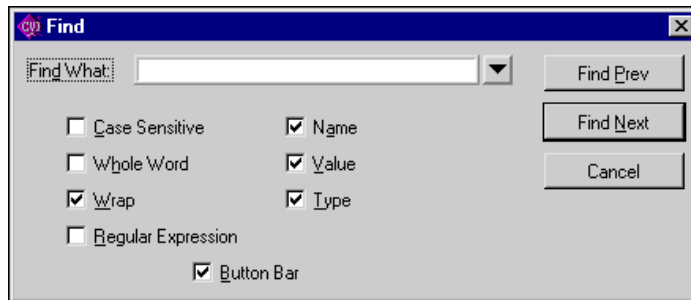 CVI Find
Find What:
Find Prev
Case Sensitive
Name
Find Next
Whole Word
Value
Cancel
Wrap
Type
Regular Expression
Button Bar